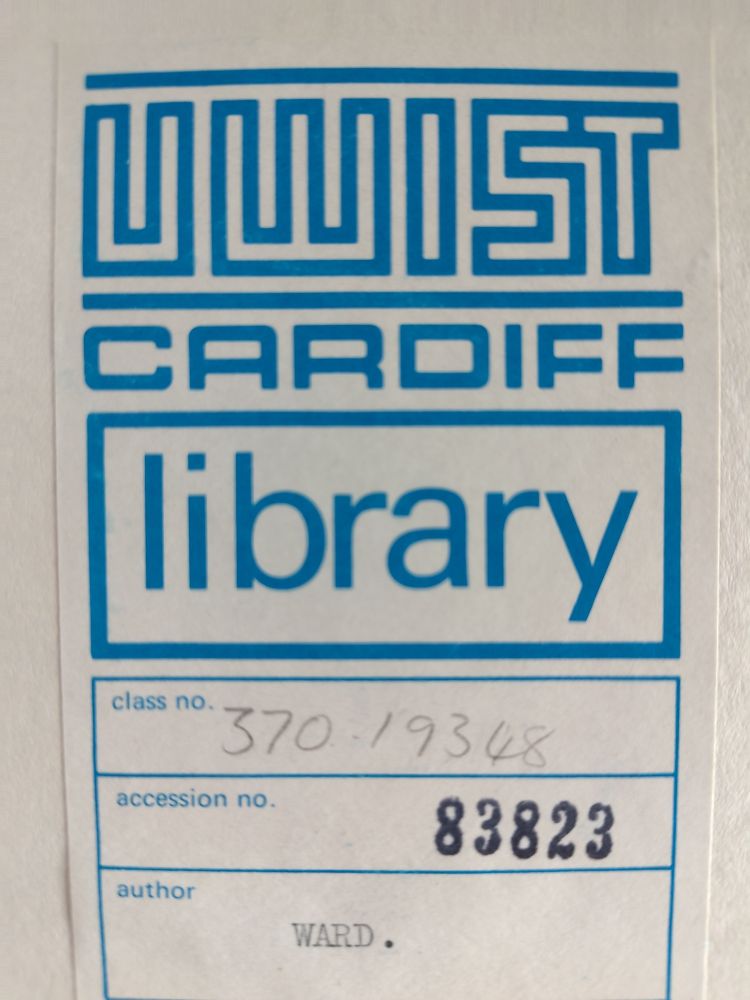 UWIST
CARDIFF
library
class no. 370.19348
accession no. 83823
author
WARD.